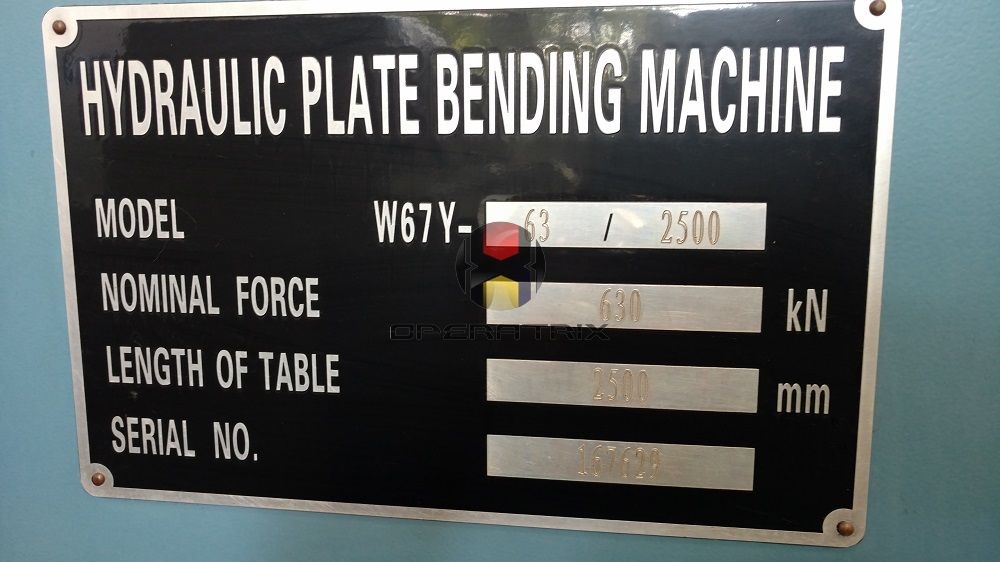 HYDRAULIC PLATE BENDING MACHINE
MODEL W67Y- 63 / 2500
NOMINAL FORCE 630 kN
OPERATRIX
LENGTH OF TABLE 2500 mm
SERIAL NO. 167629